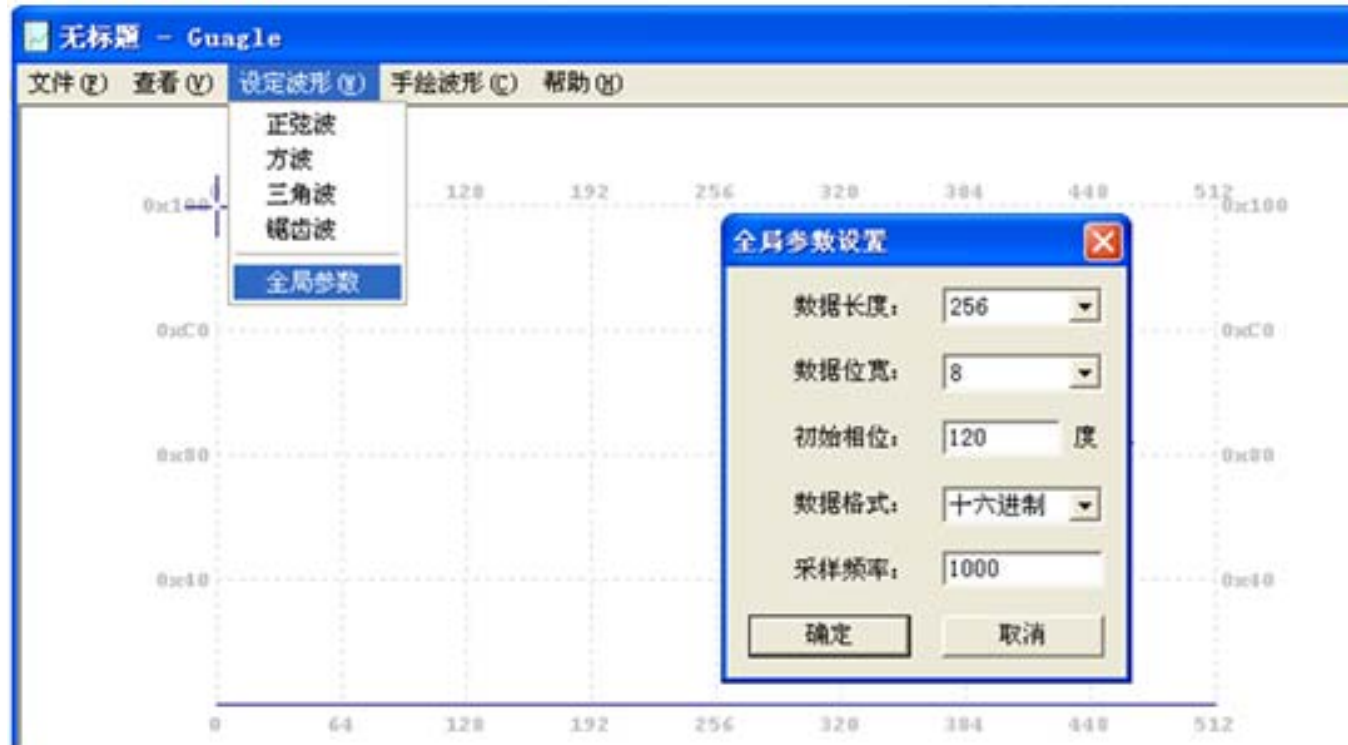 无标题 - Guagle
文件(F) 查看(V) 设定波形(W) 手绘波形(C) 帮助(H)
正弦波
方波
三角波
锯齿波
全局参数
0 128 192 256 320 384 448 512
0x100 0x100
全局参数设置
数据长度: 256
0xC0 0xC0
数据位宽: 8
初始相位: 120 度
0x80 0x80
数据格式: 十六进制
采样频率: 1000
0x40 0x40
确定 取消
0 64 128 192 256 320 384 448 512